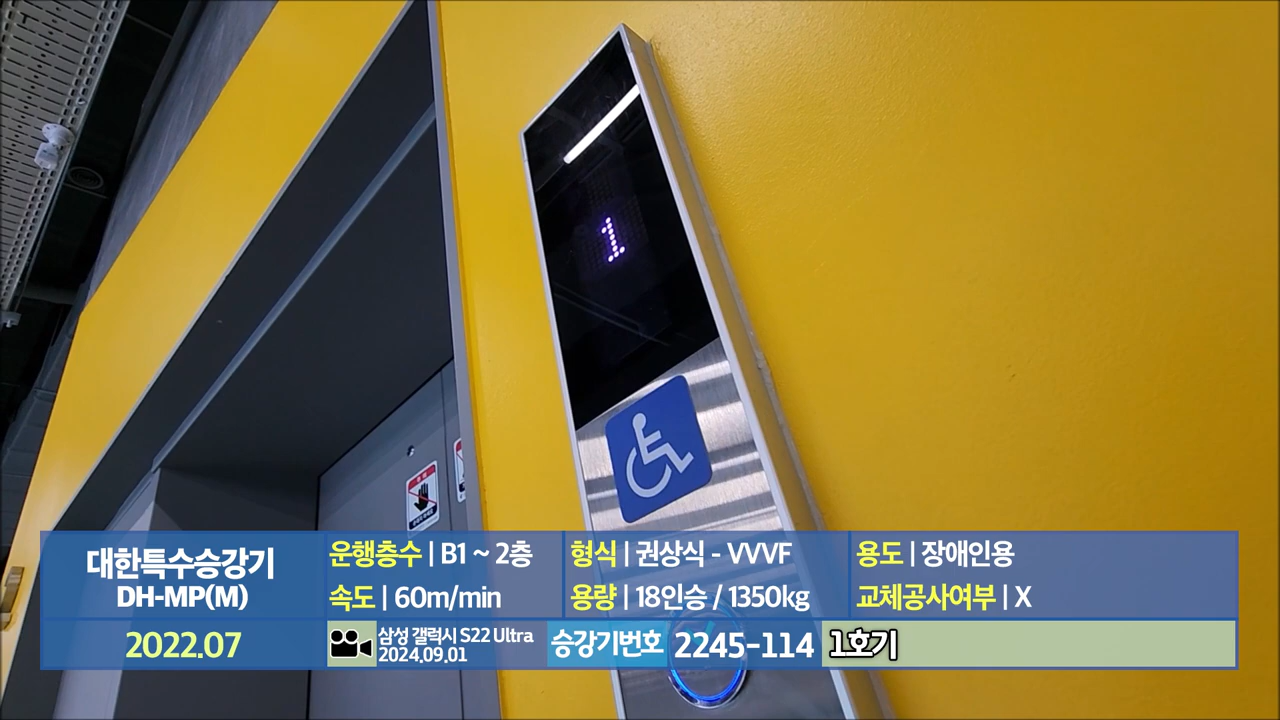 1
대한특수승강기
DH-MP(M)
운행층수 | B1 ~ 2층
형식 | 권상식 - VVVF
용도 | 장애인용
속도 | 60m/min
용량 | 18인승 / 1350kg
교체공사여부 | X
2022.07
삼성 갤럭시 S22 Ultra
2024.09.01
승강기번호
2245-114
1호기